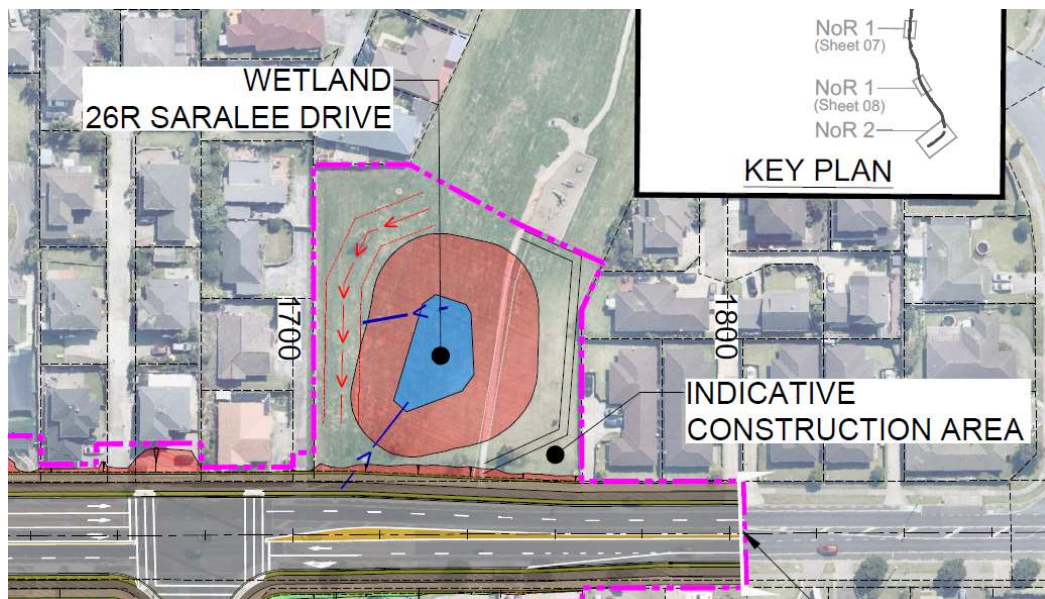 WETLAND
26R SARALEE DRIVE
NoR 1
(Sheet 07)
NoR 1
(Sheet 08)
NoR 2
KEY PLAN
1700
1800
INDICATIVE
CONSTRUCTION AREA